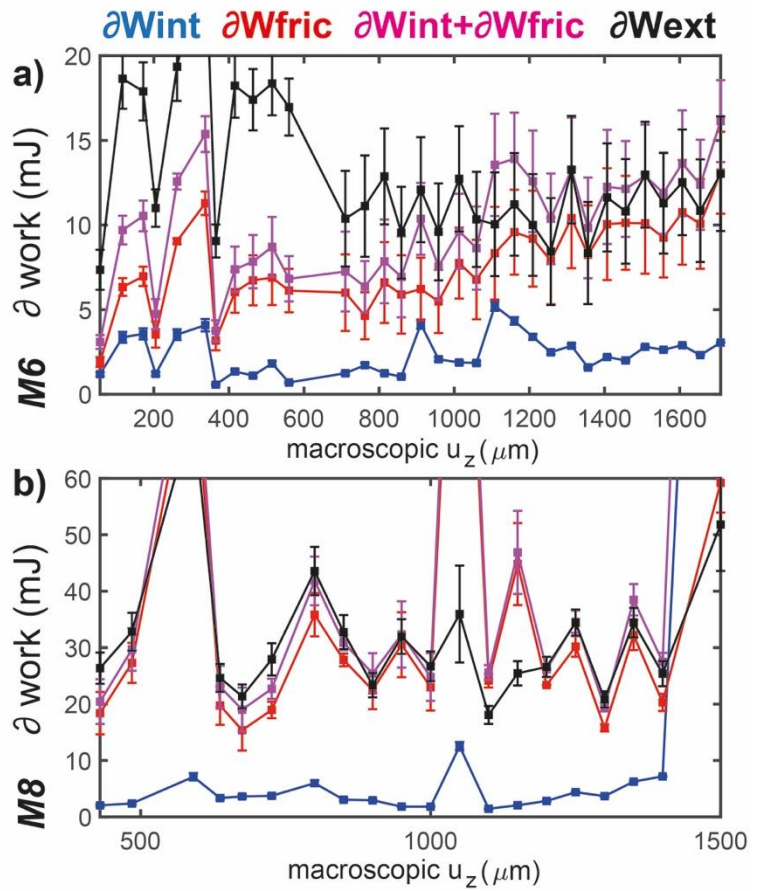 ∂Wint ∂Wfric ∂Wint+∂Wfric ∂Wext
a)
20
15
10
5
0
∂ work (mJ)
M6
200 400 600 800 1000 1200 1400 1600
macroscopic uz (μm)
b)
60
50
40
30
20
10
0
∂ work (mJ)
M8
500 1000 1500
macroscopic uz (μm)